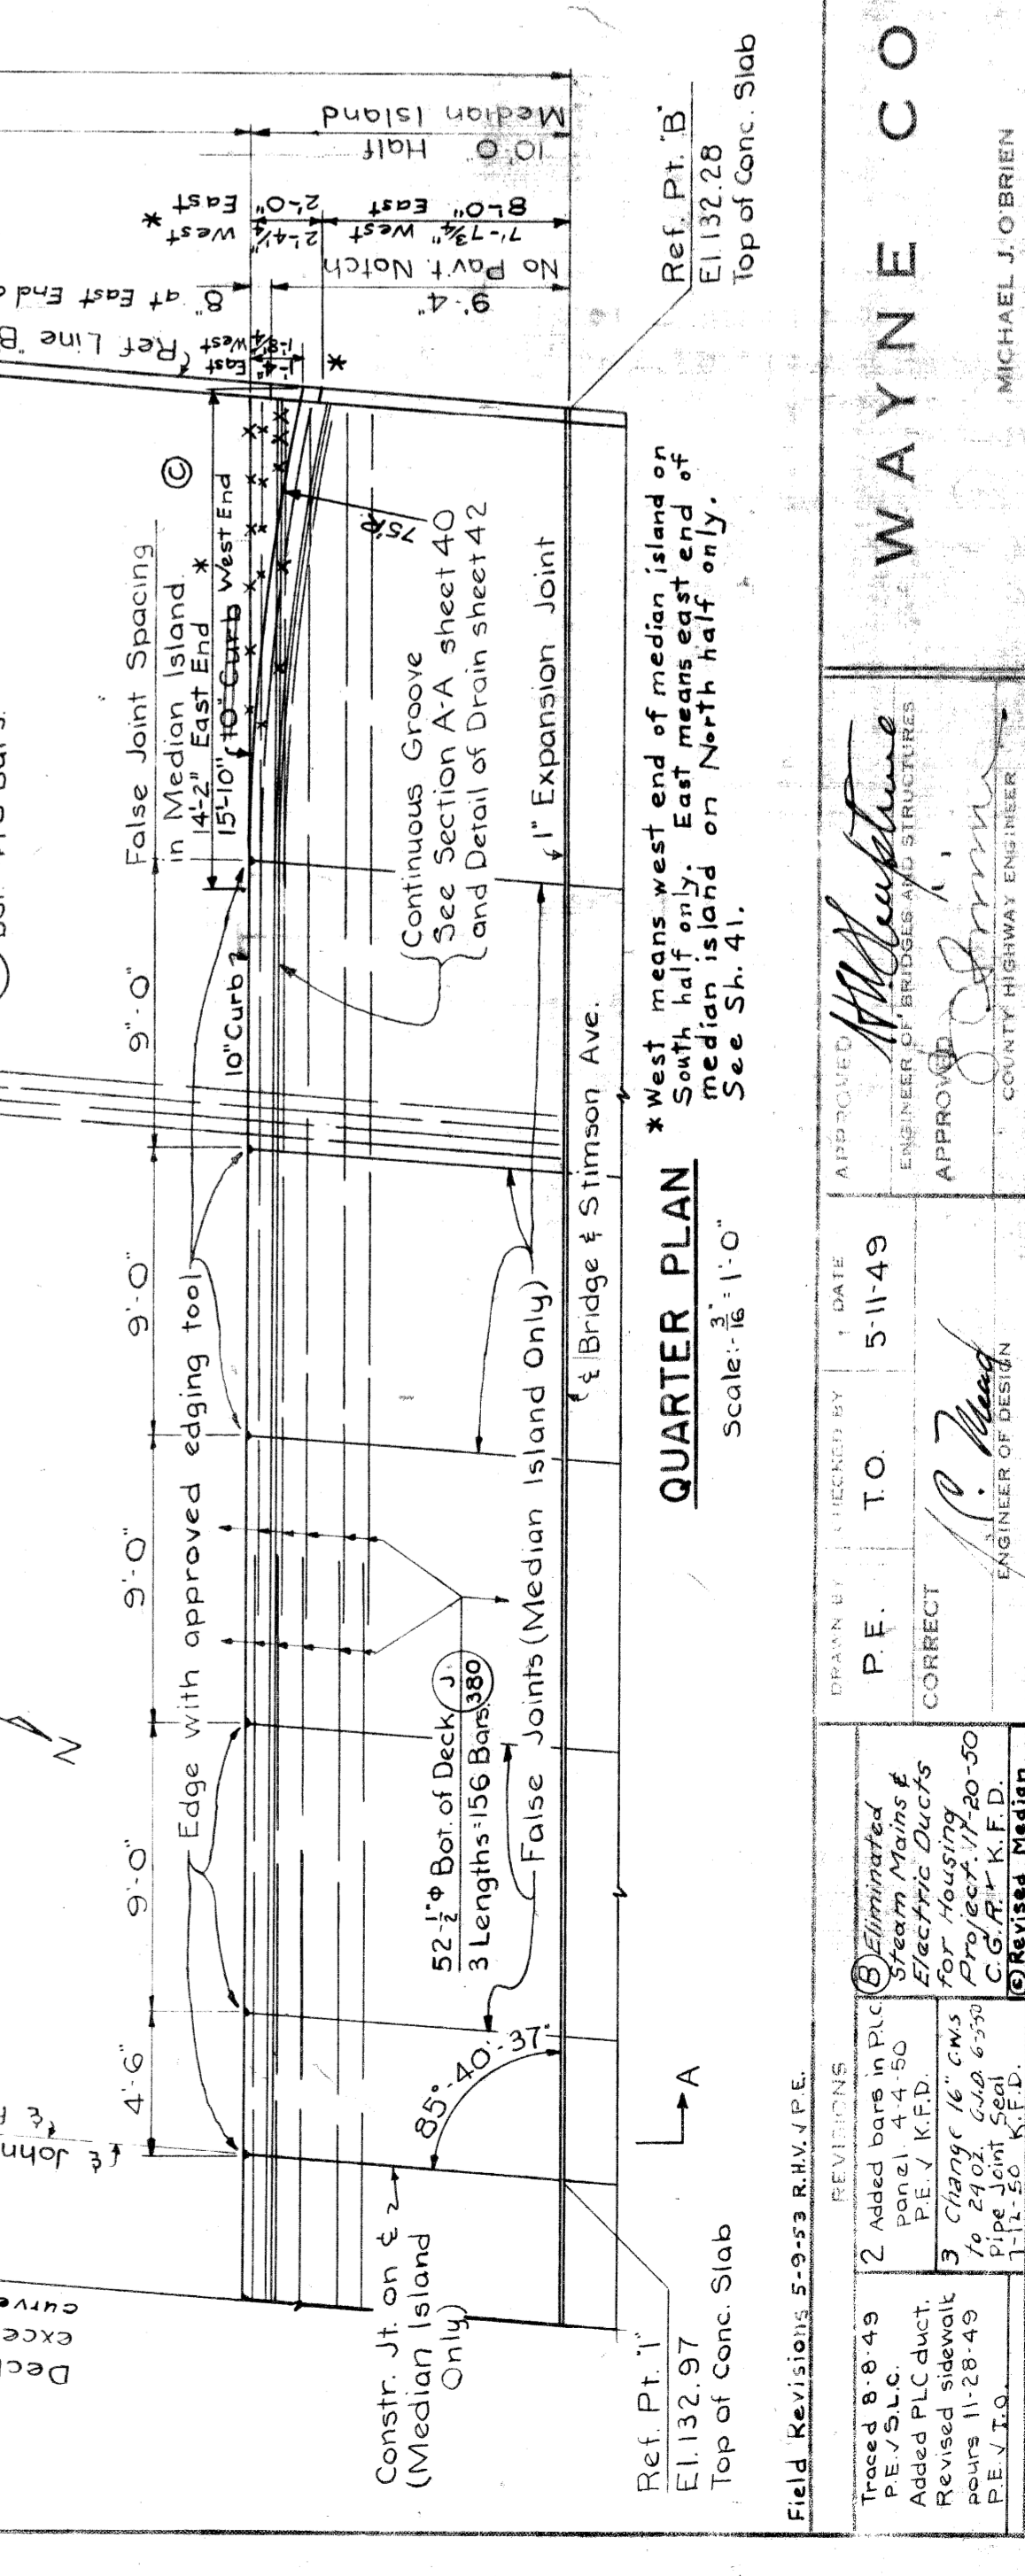 Median Island
10'-0" Half
East 2'-0"
8'-0" East
West 2'-4¼"
7'-7¾" West
*
No Pav't. Notch
8" at East End
9'-4"
Ref Line "B
1'-8¼" West
1'-4" East
*
Ref. Pt. "B"
El. 132.28
Top of Conc. Slab
False Joint Spacing
in Median Island
Ⓒ
14'-2" East End *
15'-10" West End
10" Curb
75'R
Continuous Groove
See Section A-A sheet 40
and Detail of Drain sheet 42
1" Expansion Joint
10" Curb
4'-6"
9'-0"
9'-0"
9'-0"
9'-0"
9"-0"
Edge with approved edging tool
N
52-½"Φ Bot. of Deck
3 Lengths=156 Bars
J
380
False Joints (Median Island Only)
℄ Bridge & Stimson Ave.
85°-40'-37"
A
℄ John
curve
exce
Deck
Constr. Jt. on ℄
(Median Island
Only)
Ref. Pt. "1"
El. 132.97
Top of Conc. Slab
QUARTER PLAN
Scale:- 3/16" = 1'-0"
* West means west end of median island on
South half only. East means east end of
median island on North half only.
See Sh. 41.
Field Revisions 5-9-53 R.H.V. √ P.E.
REVISIONS
Traced 8-8-49
P.E. √ S.L.C.
Added PLC duct.
Revised sidewalk
pours 11-28-49
P.E. √ T.O.
2 Added bars in P.L.C.
panel 4-4-50
P.E. √ K.F.D.
3 Change 16" C.W.S
to 24 oz.
Pipe Joint Seal
7-12-50 K.F.D.
Ⓑ Eliminated
Steam Mains &
Electric Ducts
for Housing
Project. 11-20-50
C.G.R. √ K.F.D.
Ⓒ Revised Median
DRAWN BY
CHECKED BY
DATE
P.E.
T.O.
5-11-49
CORRECT
ENGINEER OF DESIGN
APPROVED
ENGINEER OF BRIDGES AND STRUCTURES
APPROVED
COUNTY HIGHWAY ENGINEER
WAYNE CO
MICHAEL J. O'BRIEN